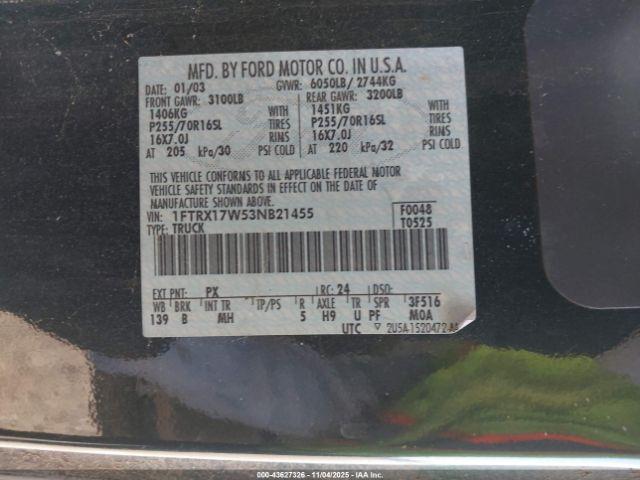 MFD. BY FORD MOTOR CO. IN U.S.A.
DATE: 01/03 GVWR: 6050LB/ 2744KG
FRONT GAWR: 3100LB REAR GAWR: 3200LB
1406KG WITH 1451KG WITH
P255/70R16SL TIRES P255/70R16SL TIRES
16X7.0J RIMS 16X7.0J RIMS
AT 205 kPa/30 PSI COLD AT 220 kPa/32 PSI COLD
THIS VEHICLE CONFORMS TO ALL APPLICABLE FEDERAL MOTOR
VEHICLE SAFETY STANDARDS IN EFFECT ON THE DATE OF
MANUFACTURE SHOWN ABOVE.
VIN: 1FTRX17W53NB21455 F0048
TYPE: TRUCK T0525
EXT PNT: PX RC: 24 DSO:
WB BRK INT TR TP/PS R AXLE TR SPR 3F516
139 B MH 5 H9 U PF M0A
UTC 2U5A-1520472-AA
000-43627326 - 11/04/2025 - IAAI.COM